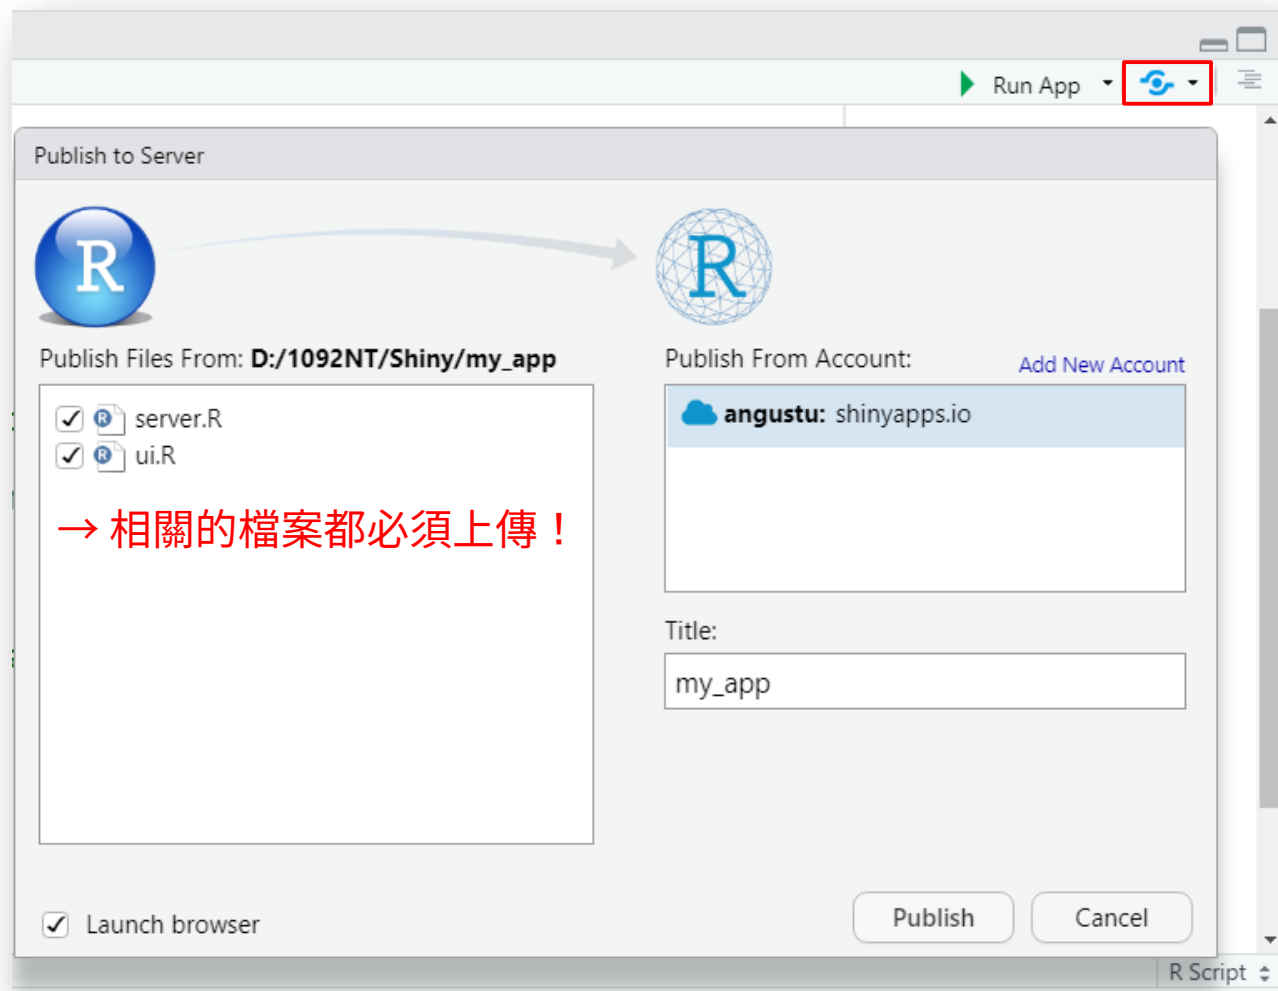 Run App
Publish to Server
R
R
Publish Files From: D:/1092NT/Shiny/my_app
Publish From Account:
Add New Account
server.R
ui.R
→ 相關的檔案都必須上傳！
angustu: shinyapps.io
Title:
my_app
Launch browser
Publish
Cancel
R Script